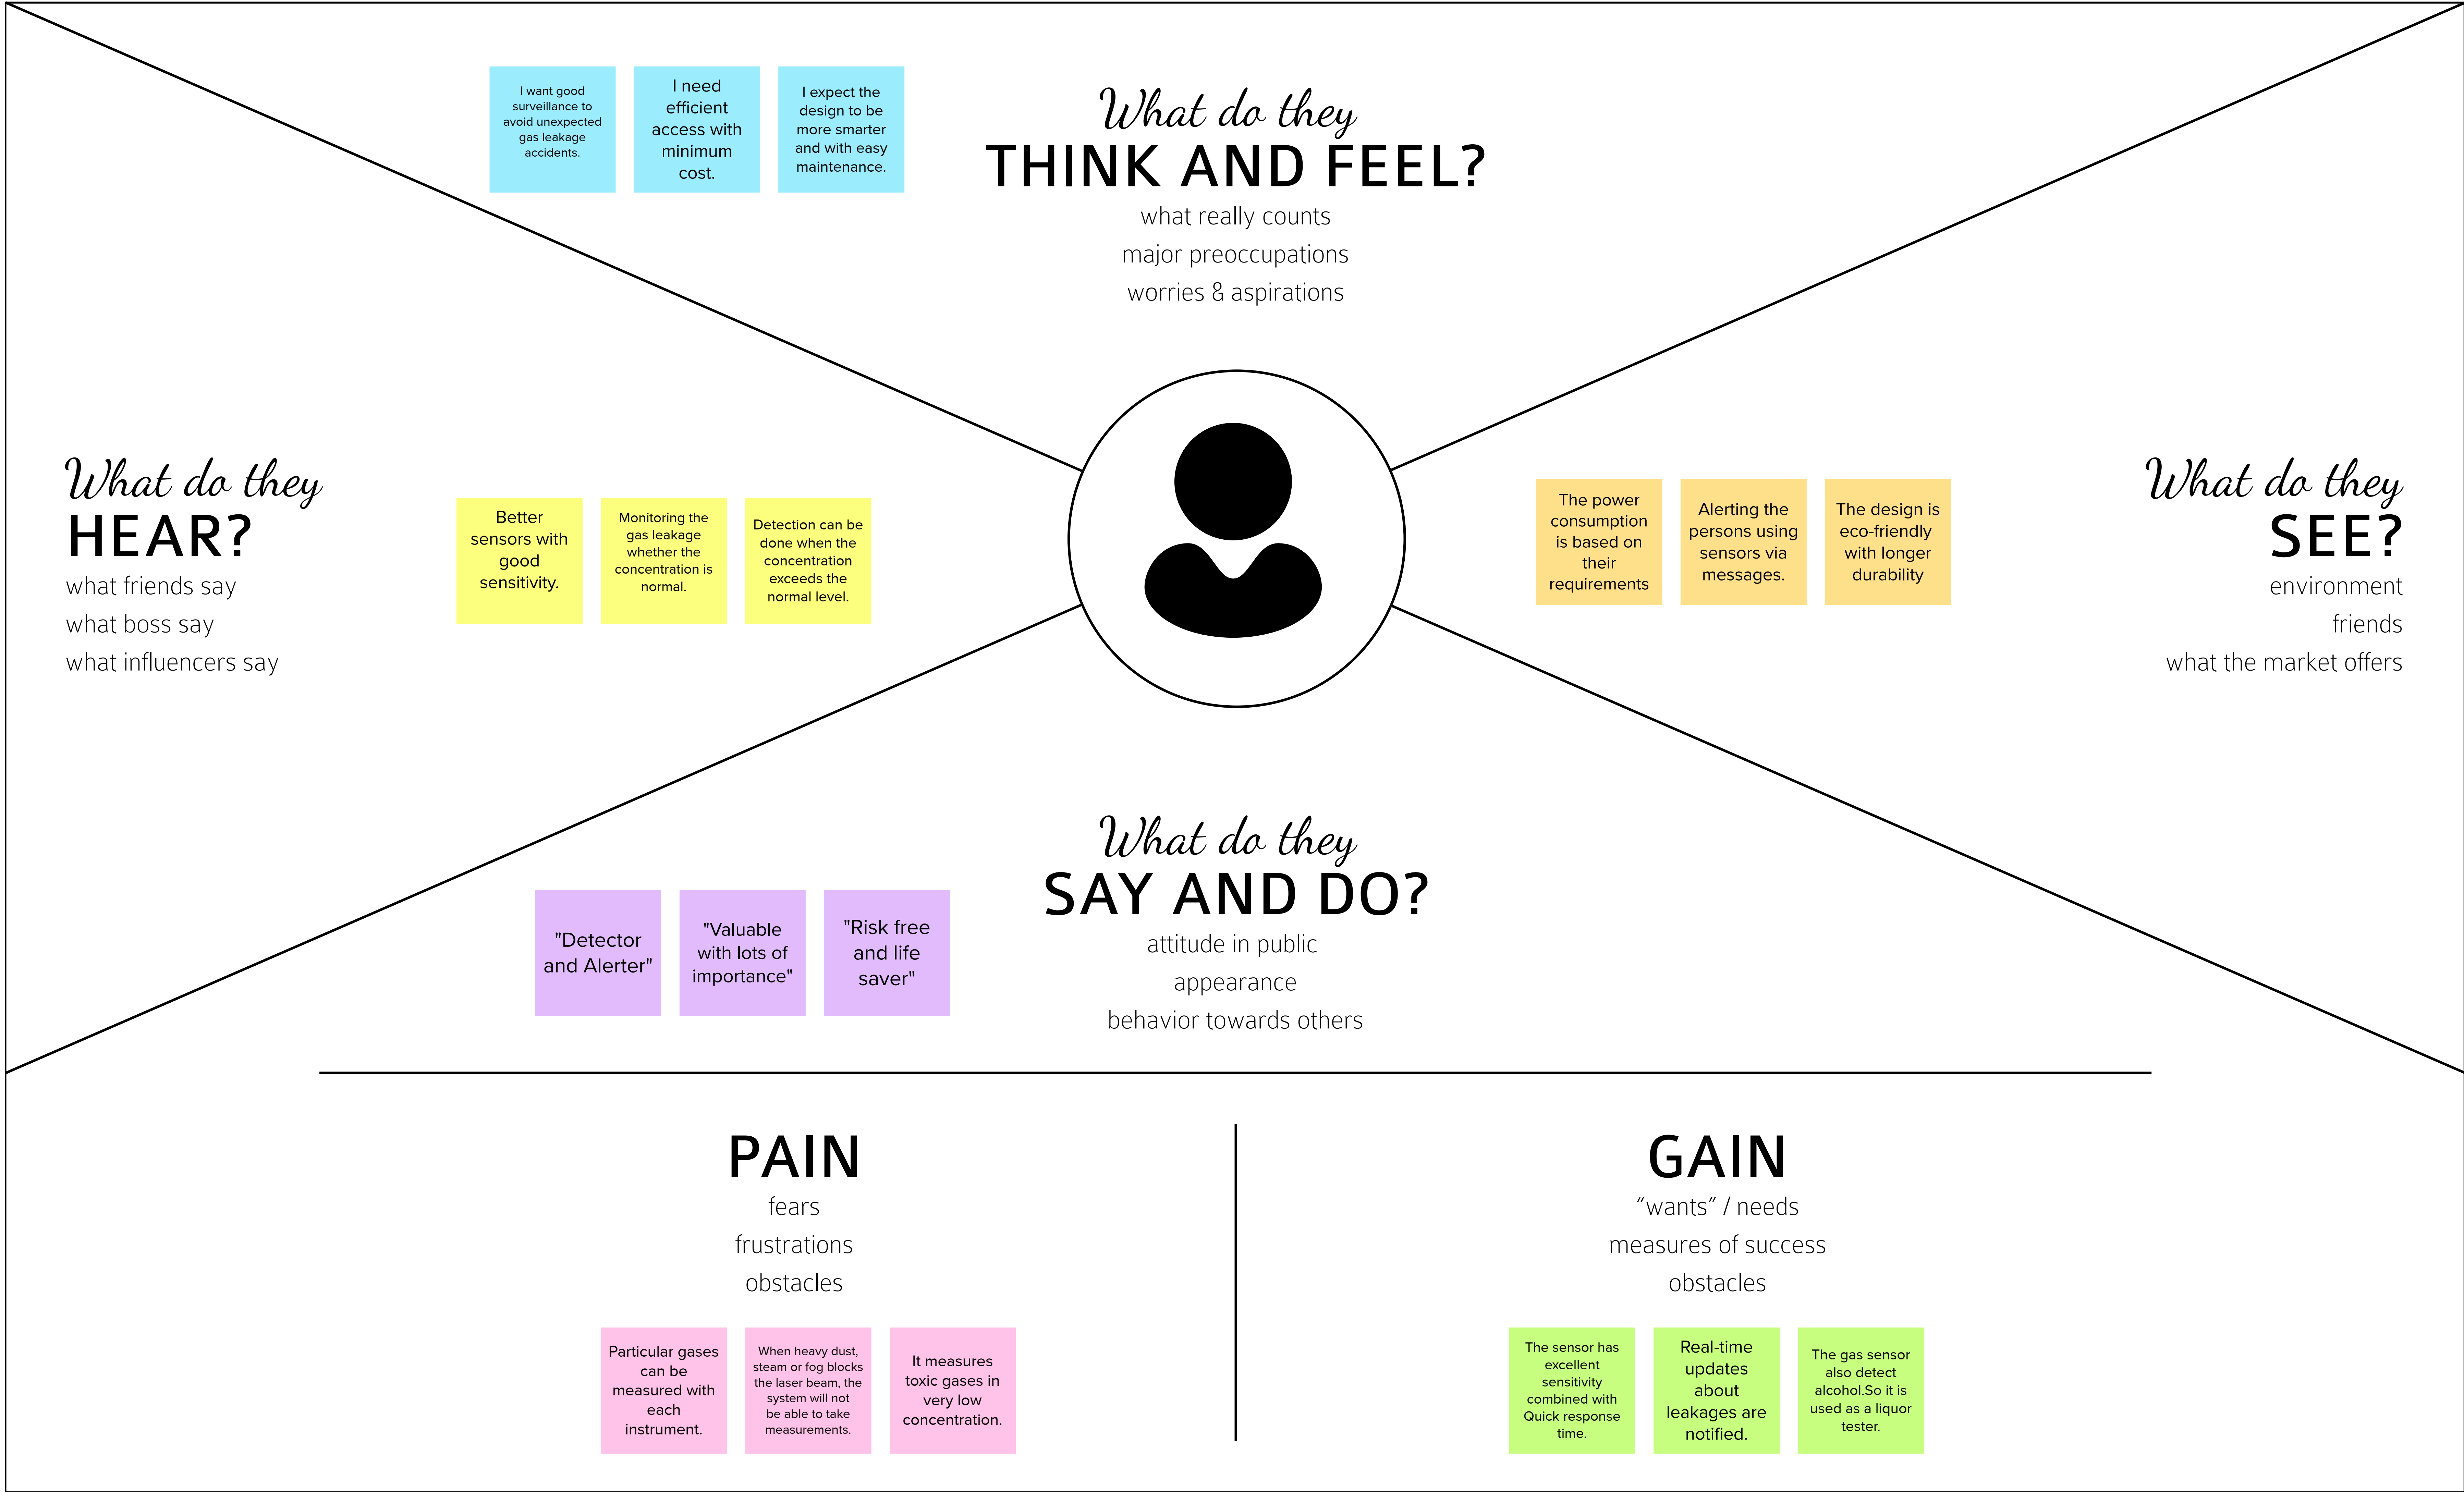 I want good
surveillance to
avoid unexpected
gas leakage
accidents.
I need
efficient
access with
minimum
cost.
I expect the
design to be
more smarter
and with easy
maintenance.
What do they
THINK AND FEEL?
what really counts
major preoccupations
worries & aspirations
What do they
HEAR?
what friends say
what boss say
what influencers say
Better
sensors with
good
sensitivity.
Monitoring the
gas leakage
whether the
concentration is
normal.
Detection can be
done when the
concentration
exceeds the
normal level.
The power
consumption
is based on
their
requirements
Alerting the
persons using
sensors via
messages.
The design is
eco-friendly
with longer
durability
What do they
SEE?
environment
friends
what the market offers
What do they
SAY AND DO?
attitude in public
appearance
behavior towards others
"Detector
and Alerter"
"Valuable
with lots of
importance"
"Risk free
and life
saver"
PAIN
fears
frustrations
obstacles
Particular gases
can be
measured with
each
instrument.
When heavy dust,
steam or fog blocks
the laser beam, the
system will not
be able to take
measurements.
It measures
toxic gases in
very low
concentration.
GAIN
“wants” / needs
measures of success
obstacles
The sensor has
excellent
sensitivity
combined with
Quick response
time.
Real-time
updates
about
leakages are
notified.
The gas sensor
also detect
alcohol.So it is
used as a liquor
tester.